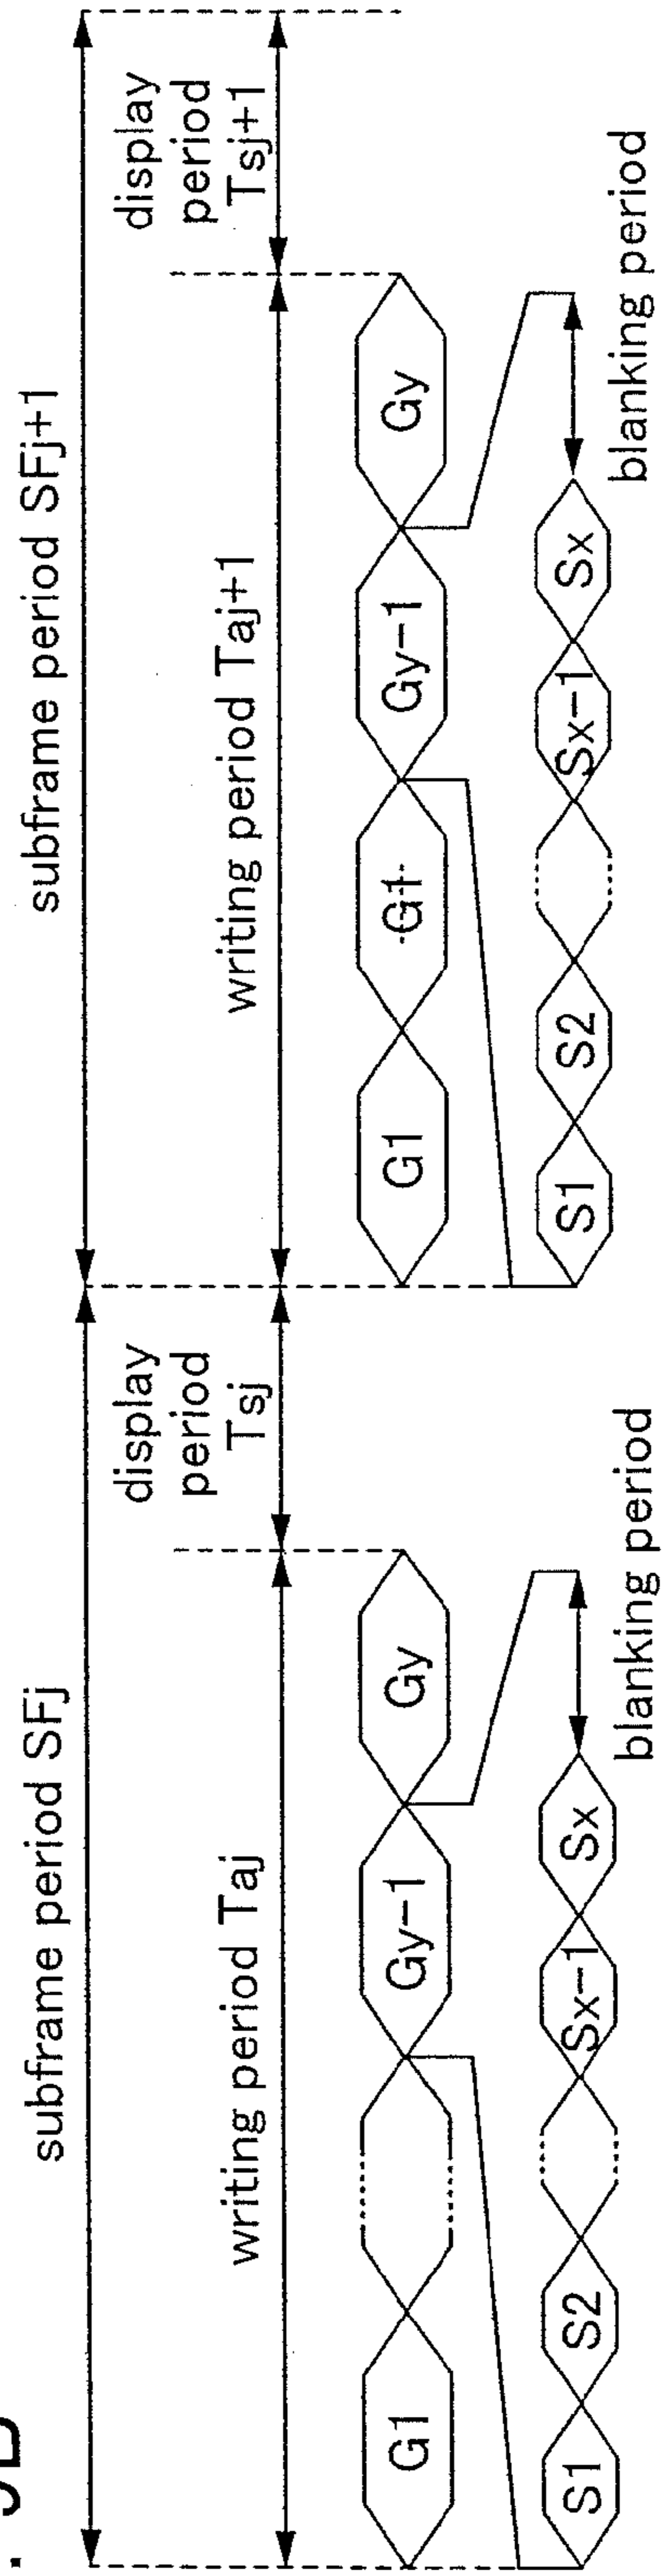 subframe period SFj
subframe period SFj+1
writing period Taj
display
period
Tsj
writing period Taj+1
display
period
Tsj+1
G1
Gy-1
Gy
G1
G1
Gy-1
Gy
S1
S2
Sx-1
Sx
S1
S2
Sx-1
Sx
blanking period
blanking period